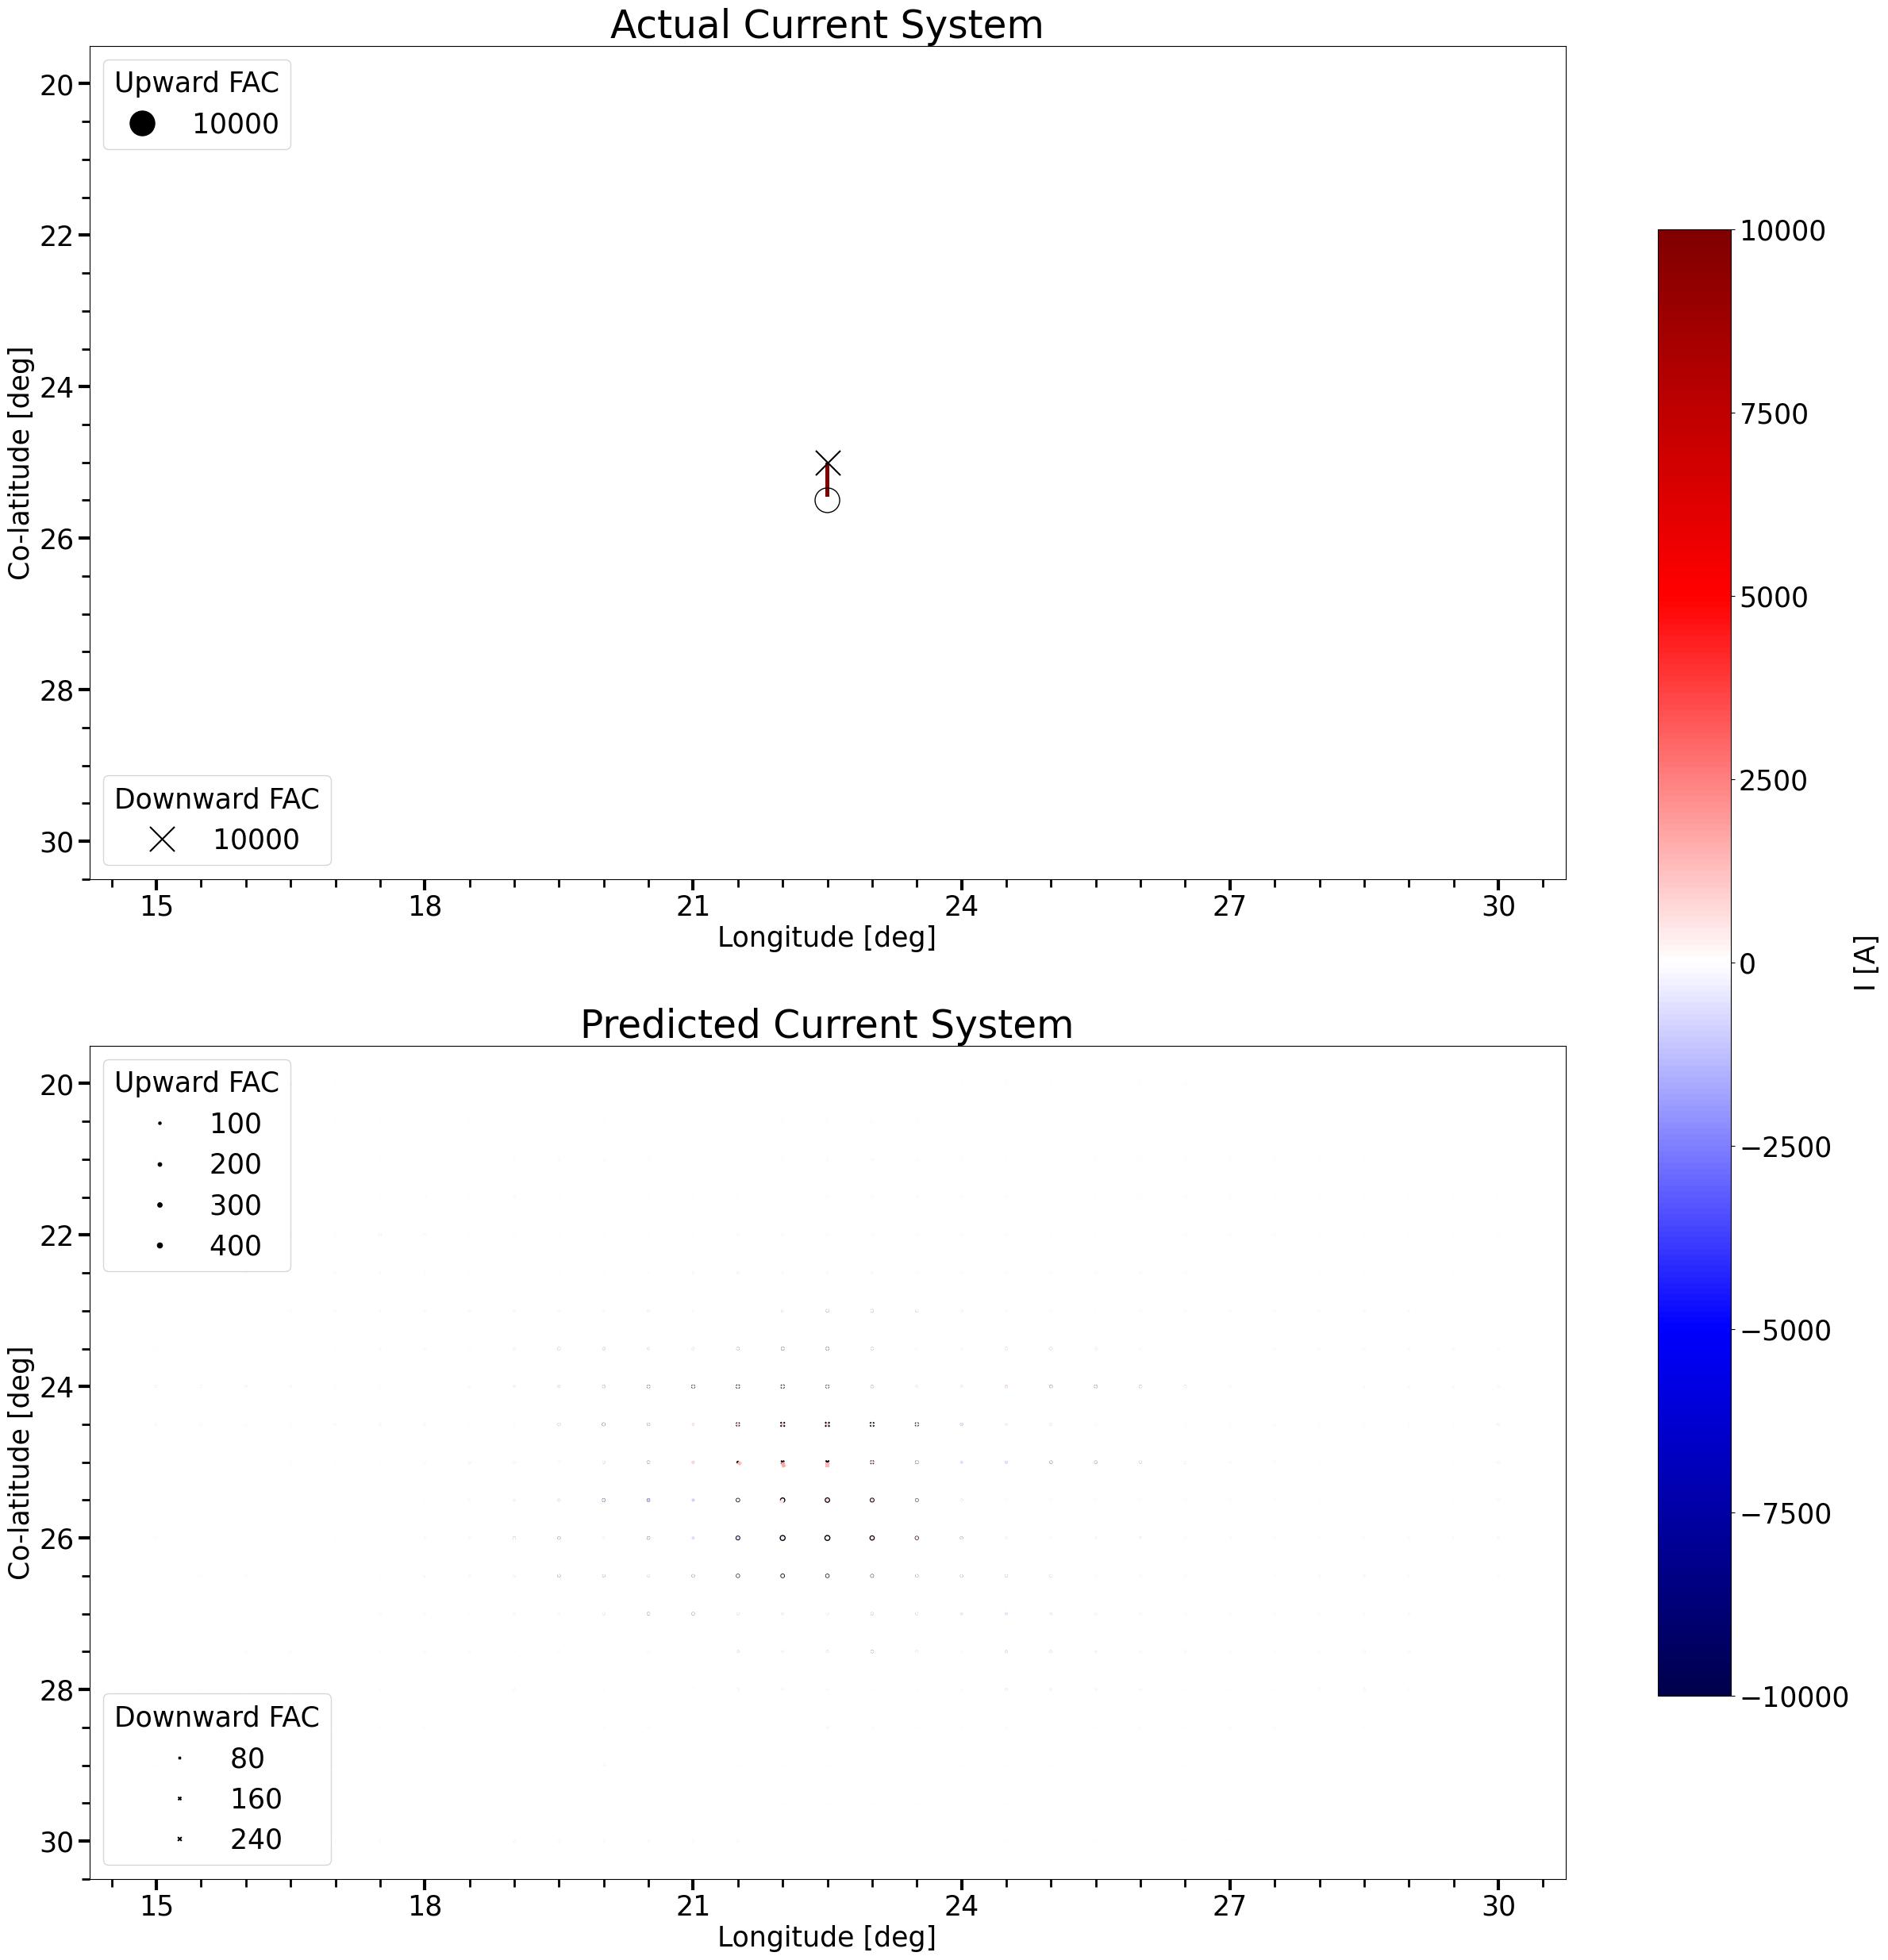 Actual Current System
Upward FAC
10000
Downward FAC
10000
20
22
24
26
28
30
Co-latitude [deg]
15 18 21 24 27 30
Longitude [deg]
Predicted Current System
Upward FAC
100
200
300
400
Downward FAC
80
160
240
20
22
24
26
28
30
Co-latitude [deg]
15 18 21 24 27 30
Longitude [deg]
10000
7500
5000
2500
0
−2500
−5000
−7500
−10000
I [A]